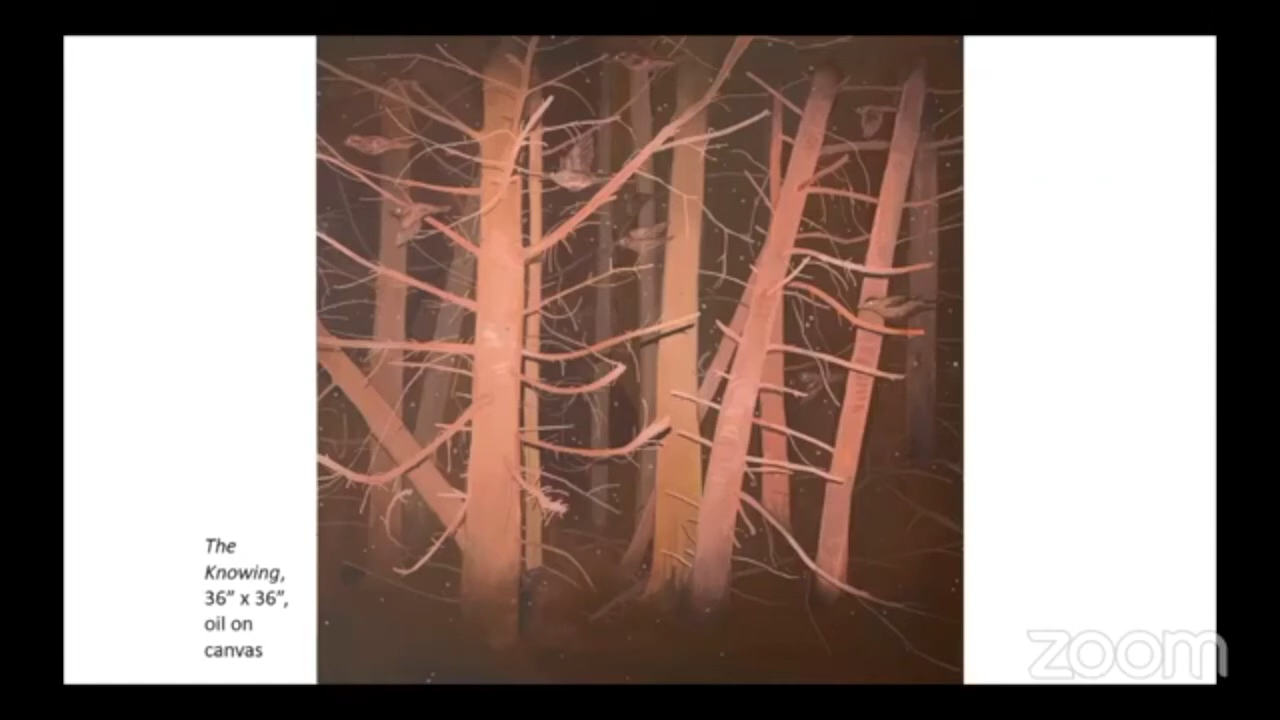 The
Knowing,
36” x 36”,
oil on
canvas
zoom